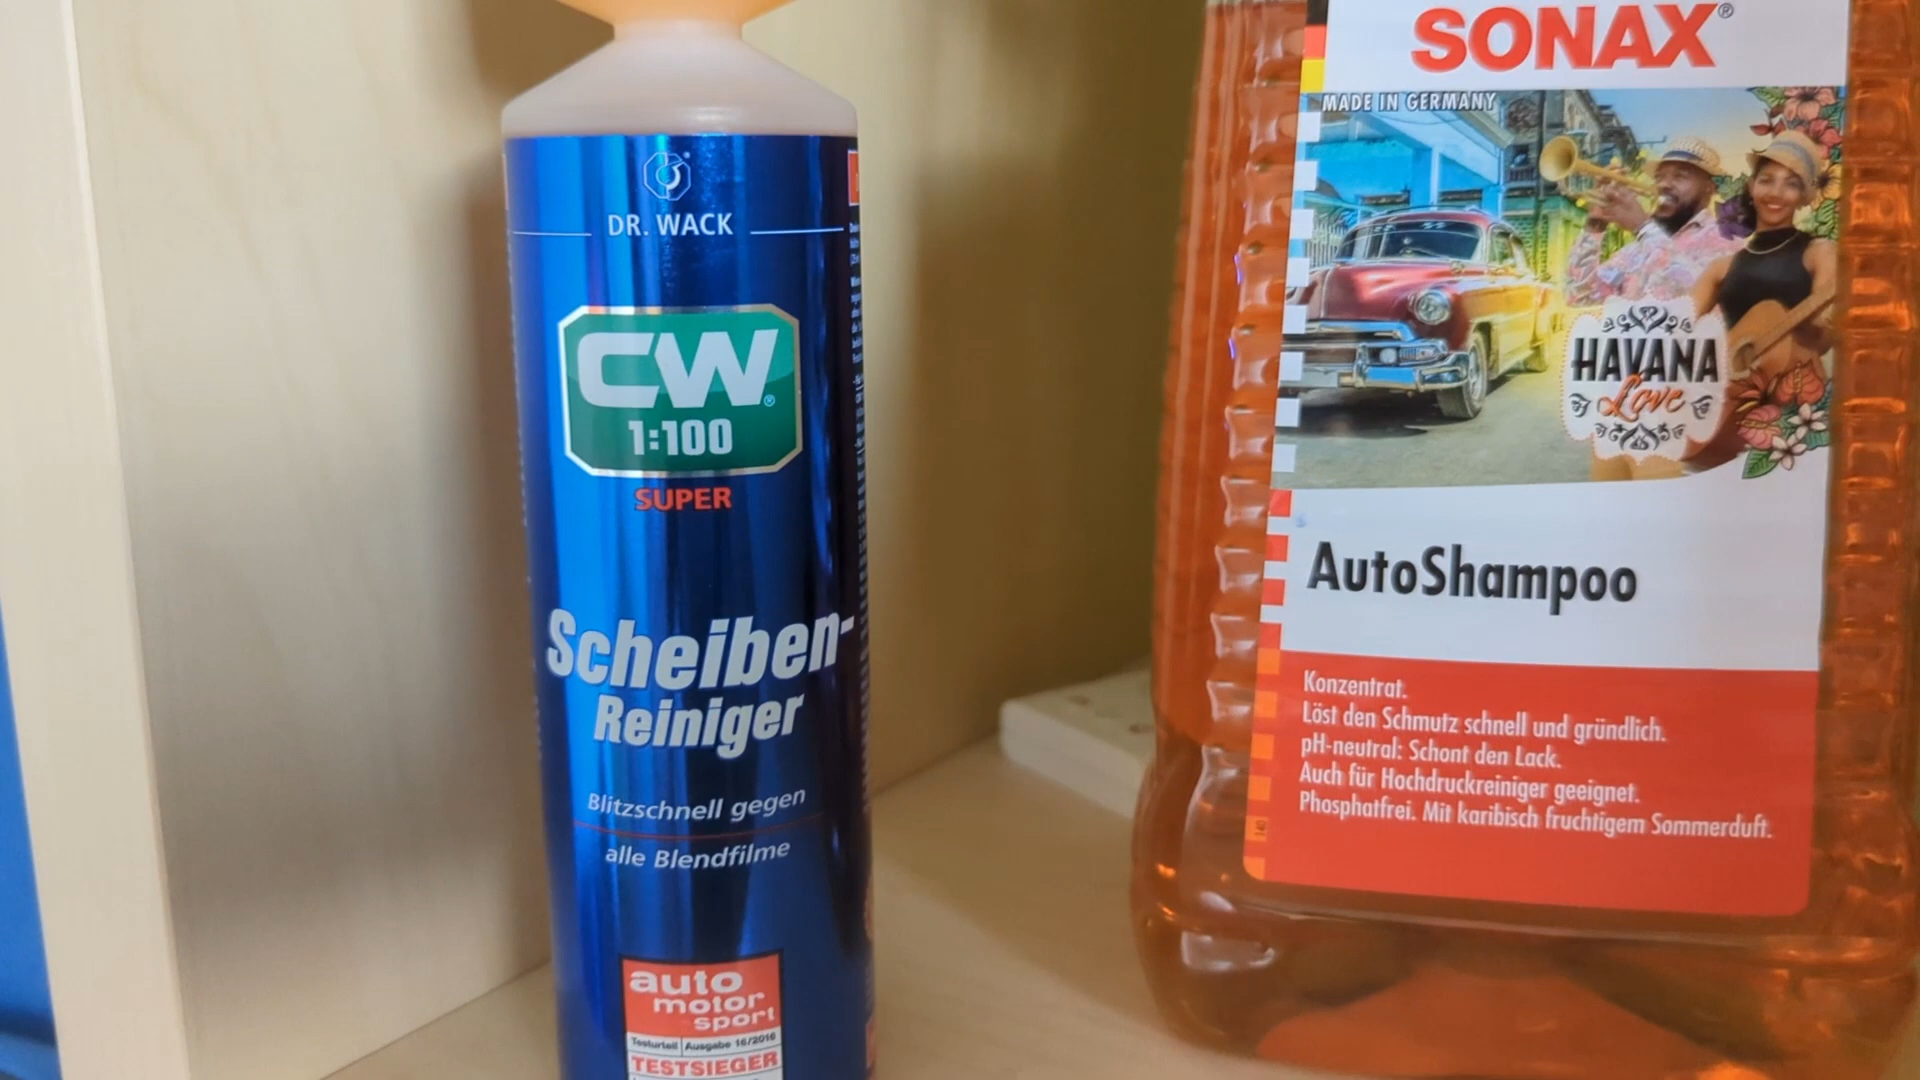 DR. WACK
CW®
1:100
SUPER
Scheiben-
Reiniger
Blitzschnell gegen
alle Blendfilme
auto
motor
sport
Testurteil Ausgabe 16/2016
TESTSIEGER
SONAX®
MADE IN GERMANY
HAVANA
Love
AutoShampoo
Konzentrat.
Löst den Schmutz schnell und gründlich.
pH-neutral: Schont den Lack.
Auch für Hochdruckreiniger geeignet.
Phosphatfrei. Mit karibisch fruchtigem Sommerduft.